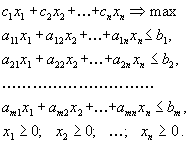 c₁x₁ + c₂x₂ + … + cₙxₙ ⇒ max
a₁₁x₁ + a₁₂x₂ + … + a₁ₙxₙ ≤ b₁,
a₂₁x₁ + a₂₂x₂ + … + a₂ₙxₙ ≤ b₂,
……………………………
aₘ₁x₁ + aₘ₂x₂ + … + aₘₙxₙ ≤ bₘ,
x₁ ≥ 0; x₂ ≥ 0; …; xₙ ≥ 0.